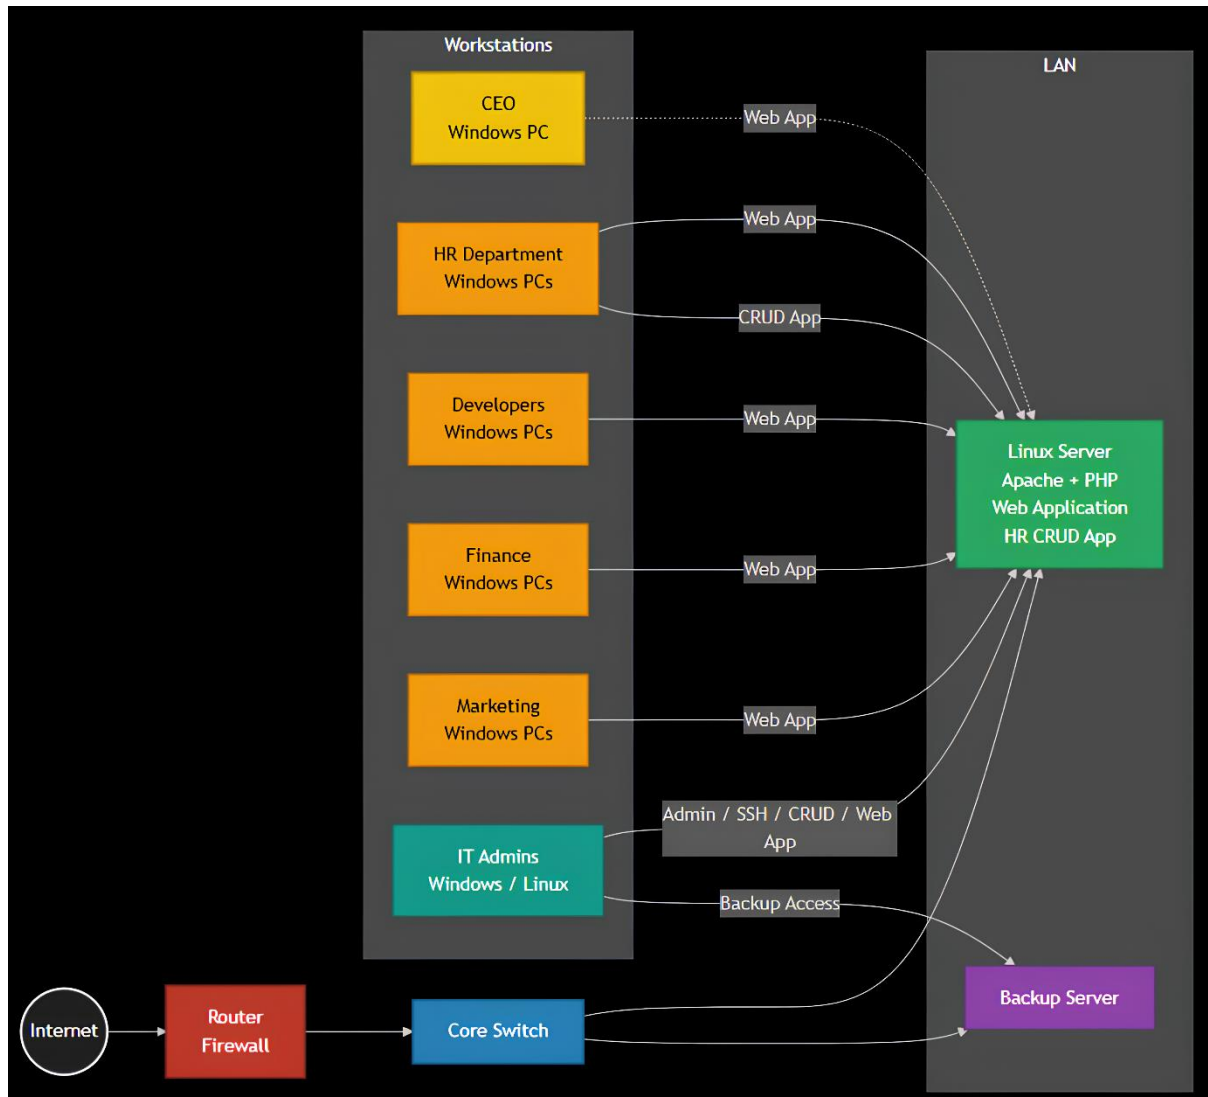 Workstations
LAN
CEO
Windows PC
Web App
HR Department
Windows PCs
Web App
CRUD App
Developers
Windows PCs
Web App
Linux Server
Apache + PHP
Web Application
HR CRUD App
Finance
Windows PCs
Web App
Marketing
Windows PCs
Web App
IT Admins
Windows / Linux
Admin / SSH / CRUD / Web
App
Backup Access
Backup Server
Internet
Router
Firewall
Core Switch